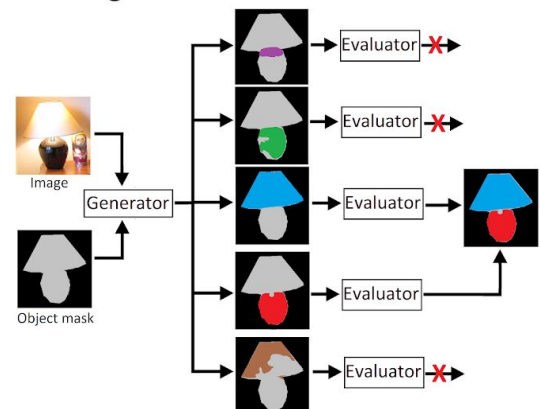 Evaluator
X
Evaluator
X
Image
Generator
Evaluator
Object mask
Evaluator
Evaluator
X